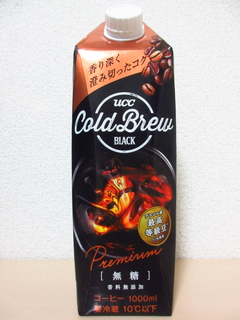 香り深く
澄み切ったコク
UCC
Cold Brew
BLACK
最高
等級豆
Premium
[無糖]
香料無添加
コーヒー 1000ml
要冷蔵 10℃以下